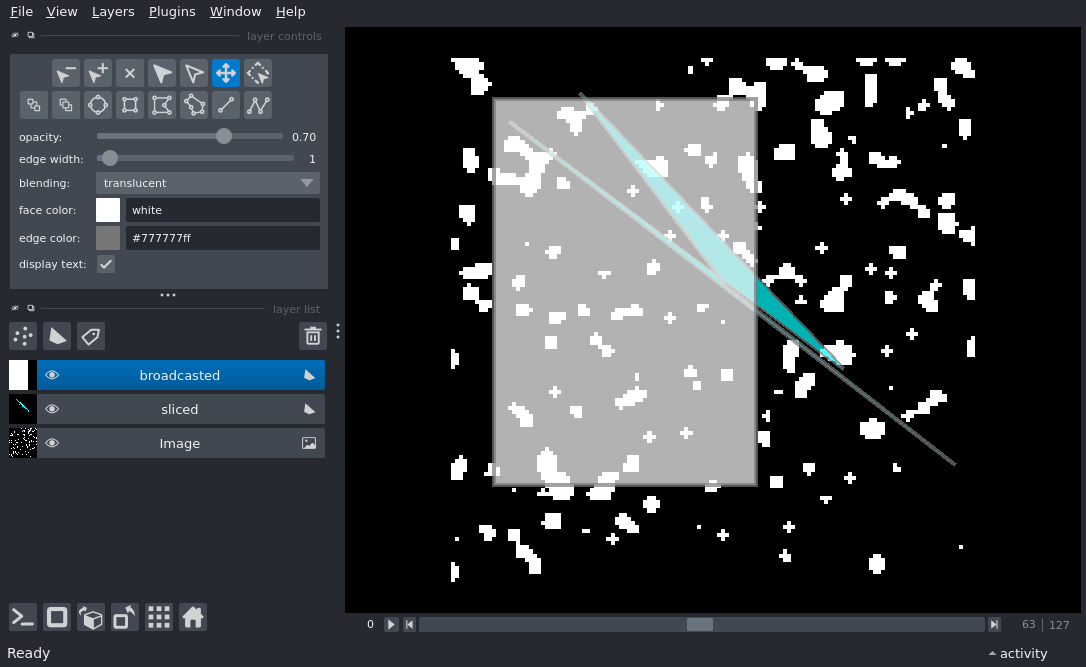 File View Layers Plugins Window Help
layer controls
opacity: 0.70
edge width: 1
blending: translucent
face color: white
edge color: #777777ff
display text:
layer list
broadcasted
sliced
Image
0 63 127
Ready activity